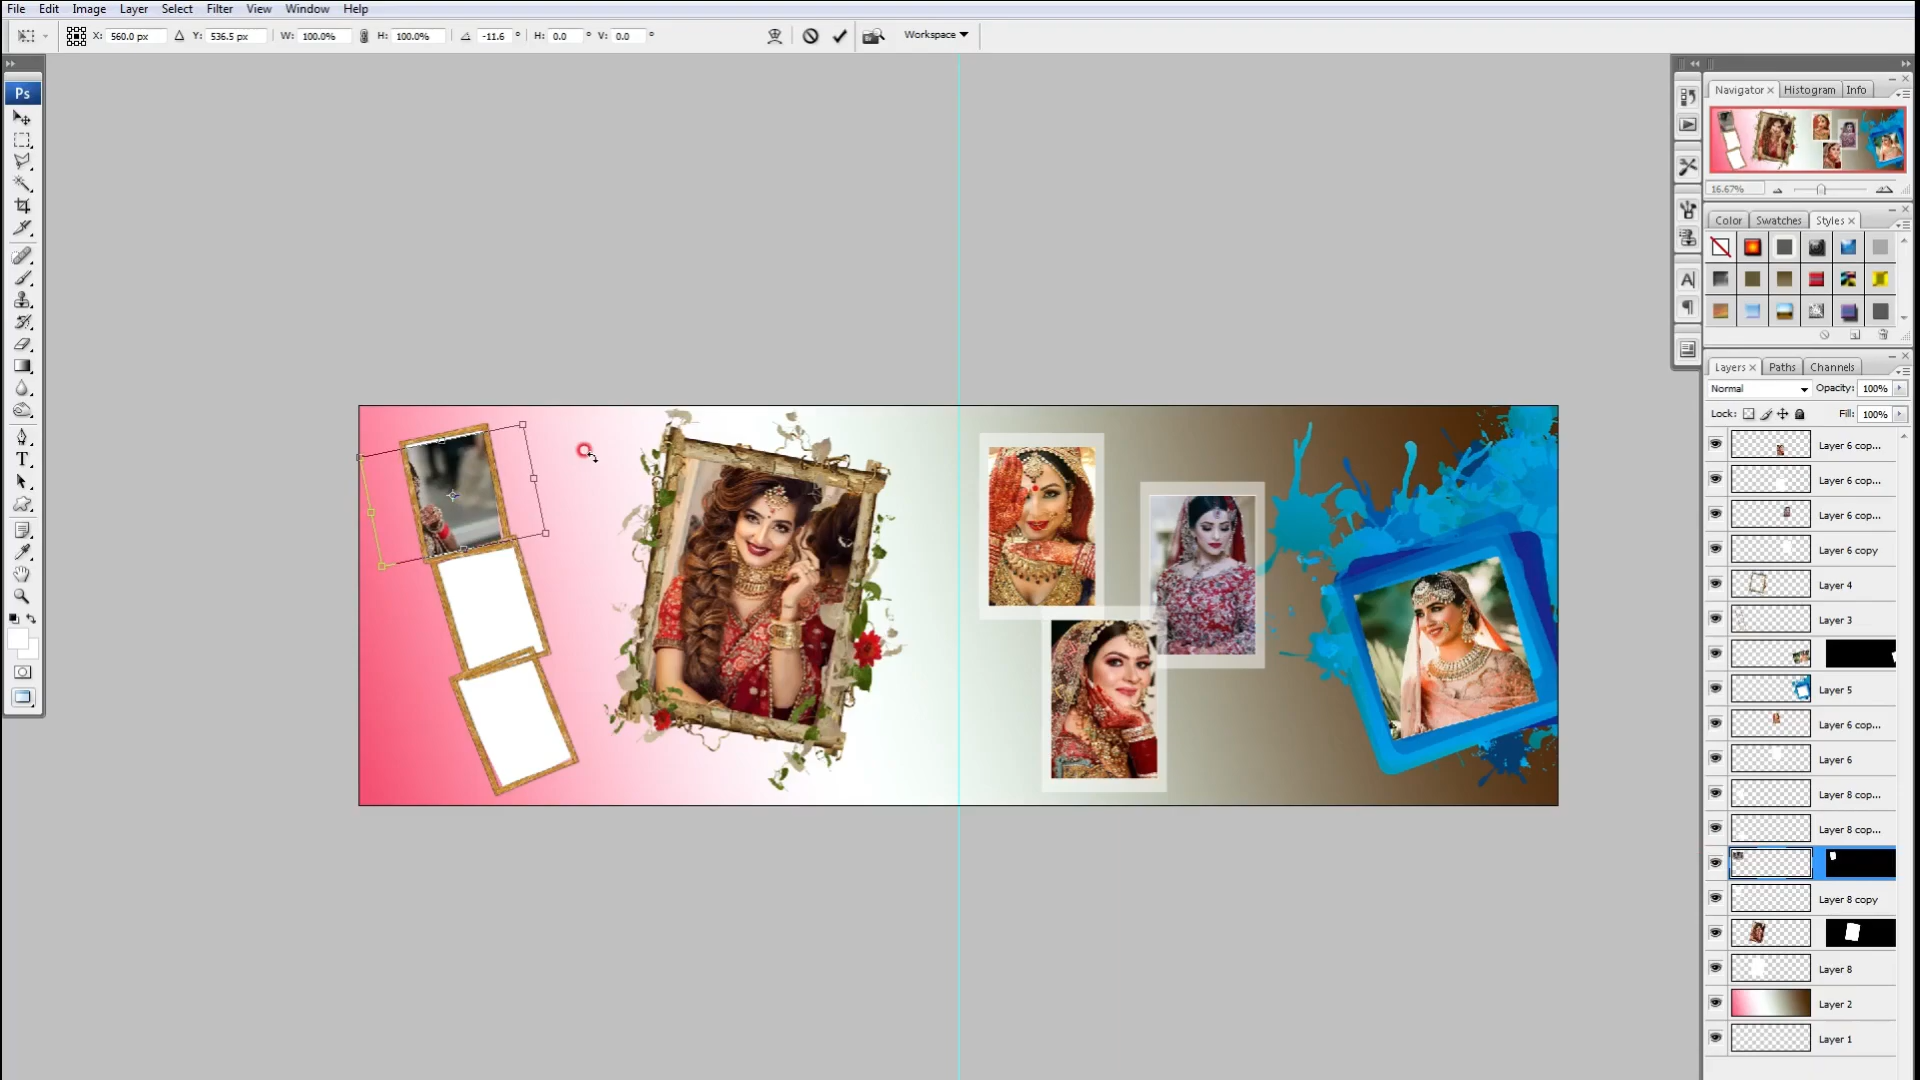 File Edit Image Layer Select Filter View Window Help
X: 560.0 px Y: 536.5 px W: 100.0% H: 100.0% -11.6 ° H: 0.0 ° V: 0.0 ° Workspace
Ps
Navigator × Histogram Info
16.67%
Color Swatches Styles ×
Layers × Paths Channels
Normal Opacity: 100%
Lock: Fill: 100%
Layer 6 cop...
Layer 6 cop...
Layer 6 cop...
Layer 6 copy
Layer 4
Layer 3
Layer 5
Layer 6 cop...
Layer 6
Layer 8 cop...
Layer 8 cop...
Layer 8 copy
Layer 8
Layer 2
Layer 1